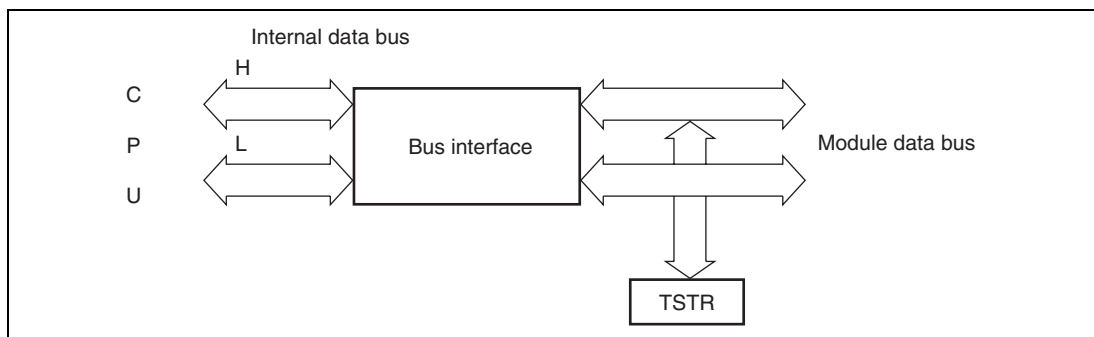 Internal data bus
H
C
P
L
U
Bus interface
Module data bus
TSTR